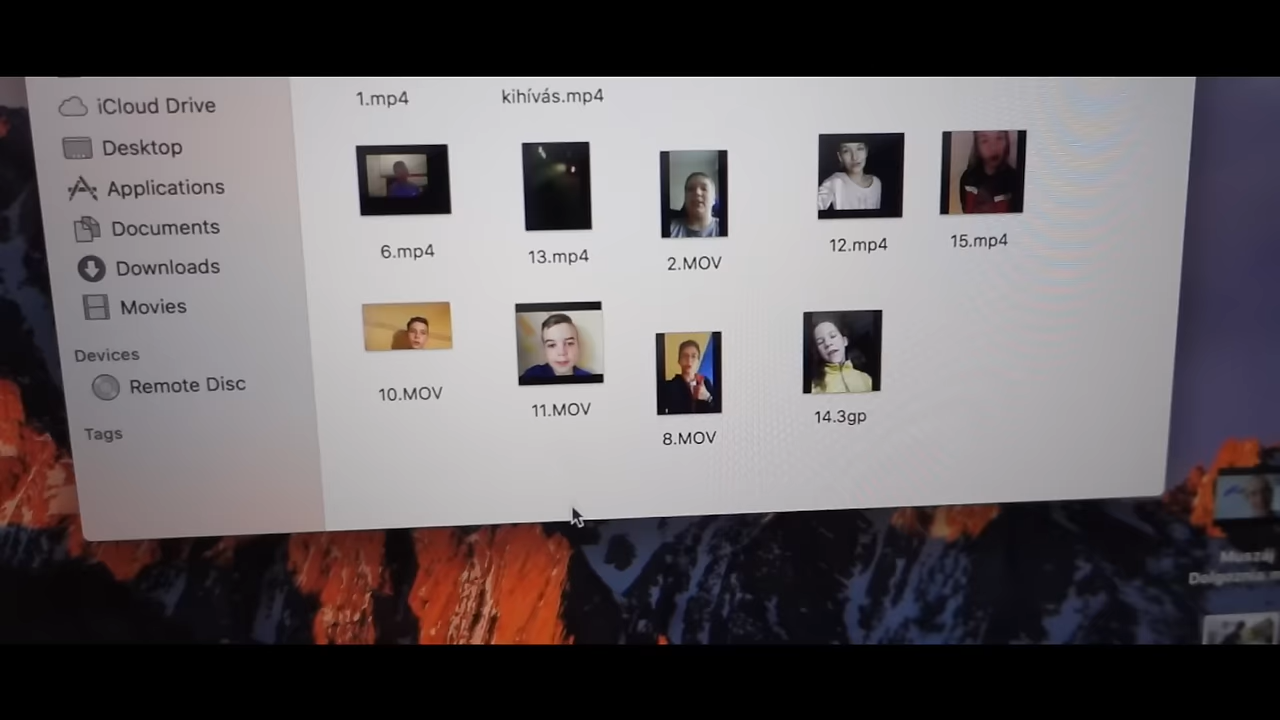 iCloud Drive
Desktop
Applications
Documents
Downloads
Movies
Devices
Remote Disc
Tags
1.mp4
kihívás.mp4
6.mp4
13.mp4
2.MOV
12.mp4
15.mp4
10.MOV
11.MOV
8.MOV
14.3gp
Muszáj